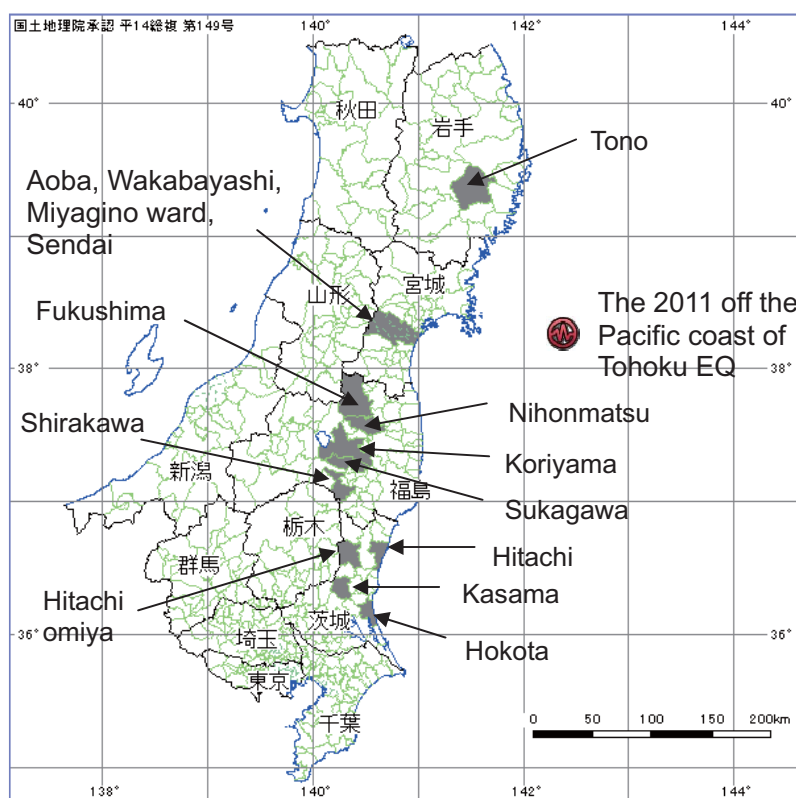 国土地理院承認 平14総複 第149号
140°
142°
144°
40°
40°
秋田
岩手
Tono
Aoba, Wakabayashi,
Miyagino ward,
Sendai
山形
宮城
Fukushima
The 2011 off the
Pacific coast of
Tohoku EQ
38°
38°
Nihonmatsu
Shirakawa
Koriyama
新潟
福島
Sukagawa
栃木
群馬
Hitachi
Kasama
Hitachi
omiya
茨城
埼玉
36°
36°
Hokota
東京
千葉
0 50 100 150 200km
138°
140°
142°
144°